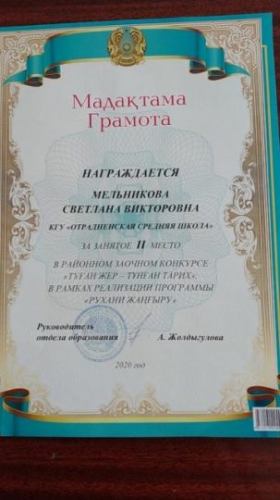 Мадақтама
Грамота
НАГРАЖДАЕТСЯ
МЕЛЬНИКОВА
СВЕТЛАНА ВИКТОРОВНА
КГУ «ОТРАДНЕНСКАЯ СРЕДНЯЯ ШКОЛА»
ЗА ЗАНЯТОЕ II МЕСТО
В РАЙОННОМ ЗАОЧНОМ КОНКУРСЕ
«ТУҒАН ЖЕР – ТҰНҒАН ТАРИХ»,
В РАМКАХ РЕАЛИЗАЦИИ ПРОГРАММЫ
«РУХАНИ ЖАҢҒЫРУ»
Руководитель
отдела образования А. Жолдыгулова
2020 год